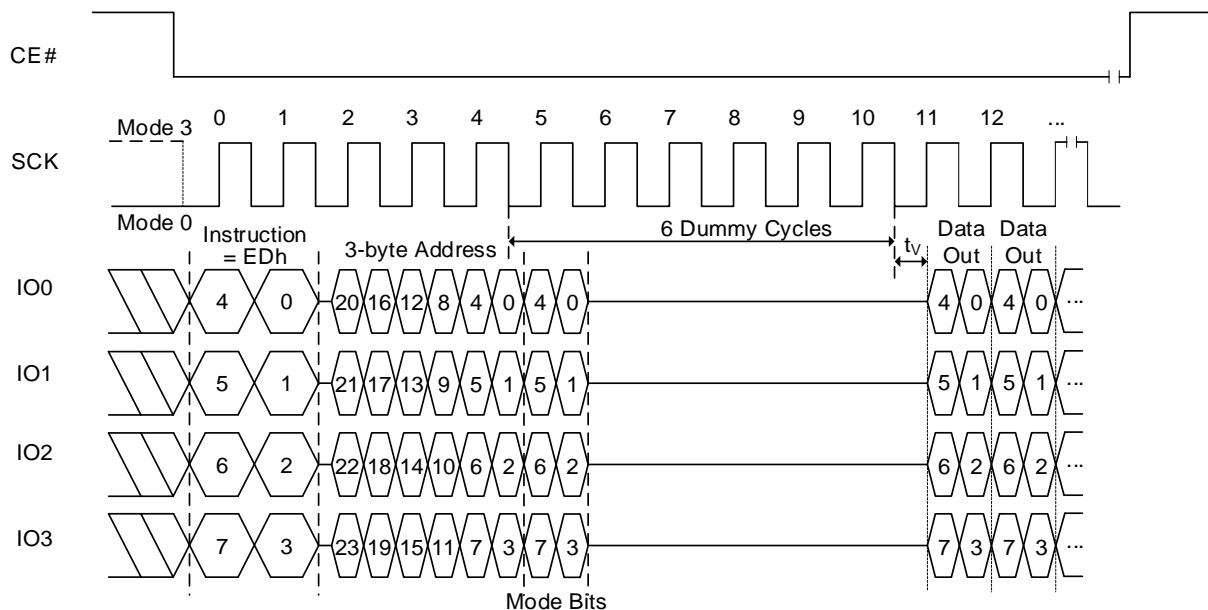 CE#
0 1 2 3 4 5 6 7 8 9 10 11 12 ...
Mode 3
SCK
Mode 0
Instruction
= EDh
3-byte Address
6 Dummy Cycles
tV
Data
Out
Data
Out
IO0 4 0 20 16 12 8 4 0 4 0 4 0 4 0 ...
IO1 5 1 21 17 13 9 5 1 5 1 5 1 5 1 ...
IO2 6 2 22 18 14 10 6 2 6 2 6 2 6 2 ...
IO3 7 3 23 19 15 11 7 3 7 3 7 3 7 3 ...
Mode Bits